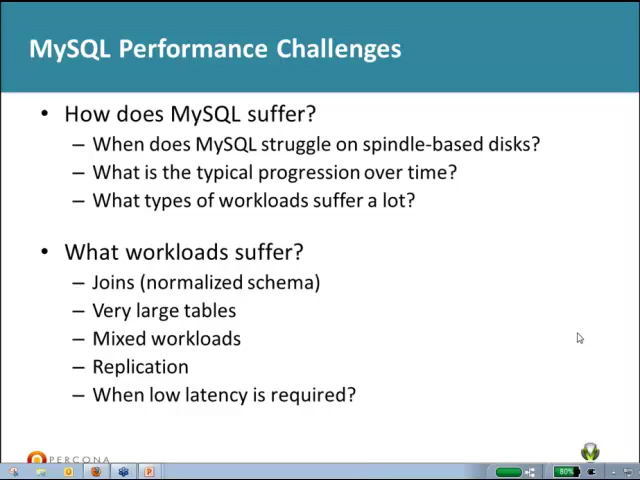 MySQL Performance Challenges
• How does MySQL suffer?
– When does MySQL struggle on spindle-based disks?
– What is the typical progression over time?
– What types of workloads suffer a lot?
• What workloads suffer?
– Joins (normalized schema)
– Very large tables
– Mixed workloads
– Replication
– When low latency is required?
PERCONA
80%